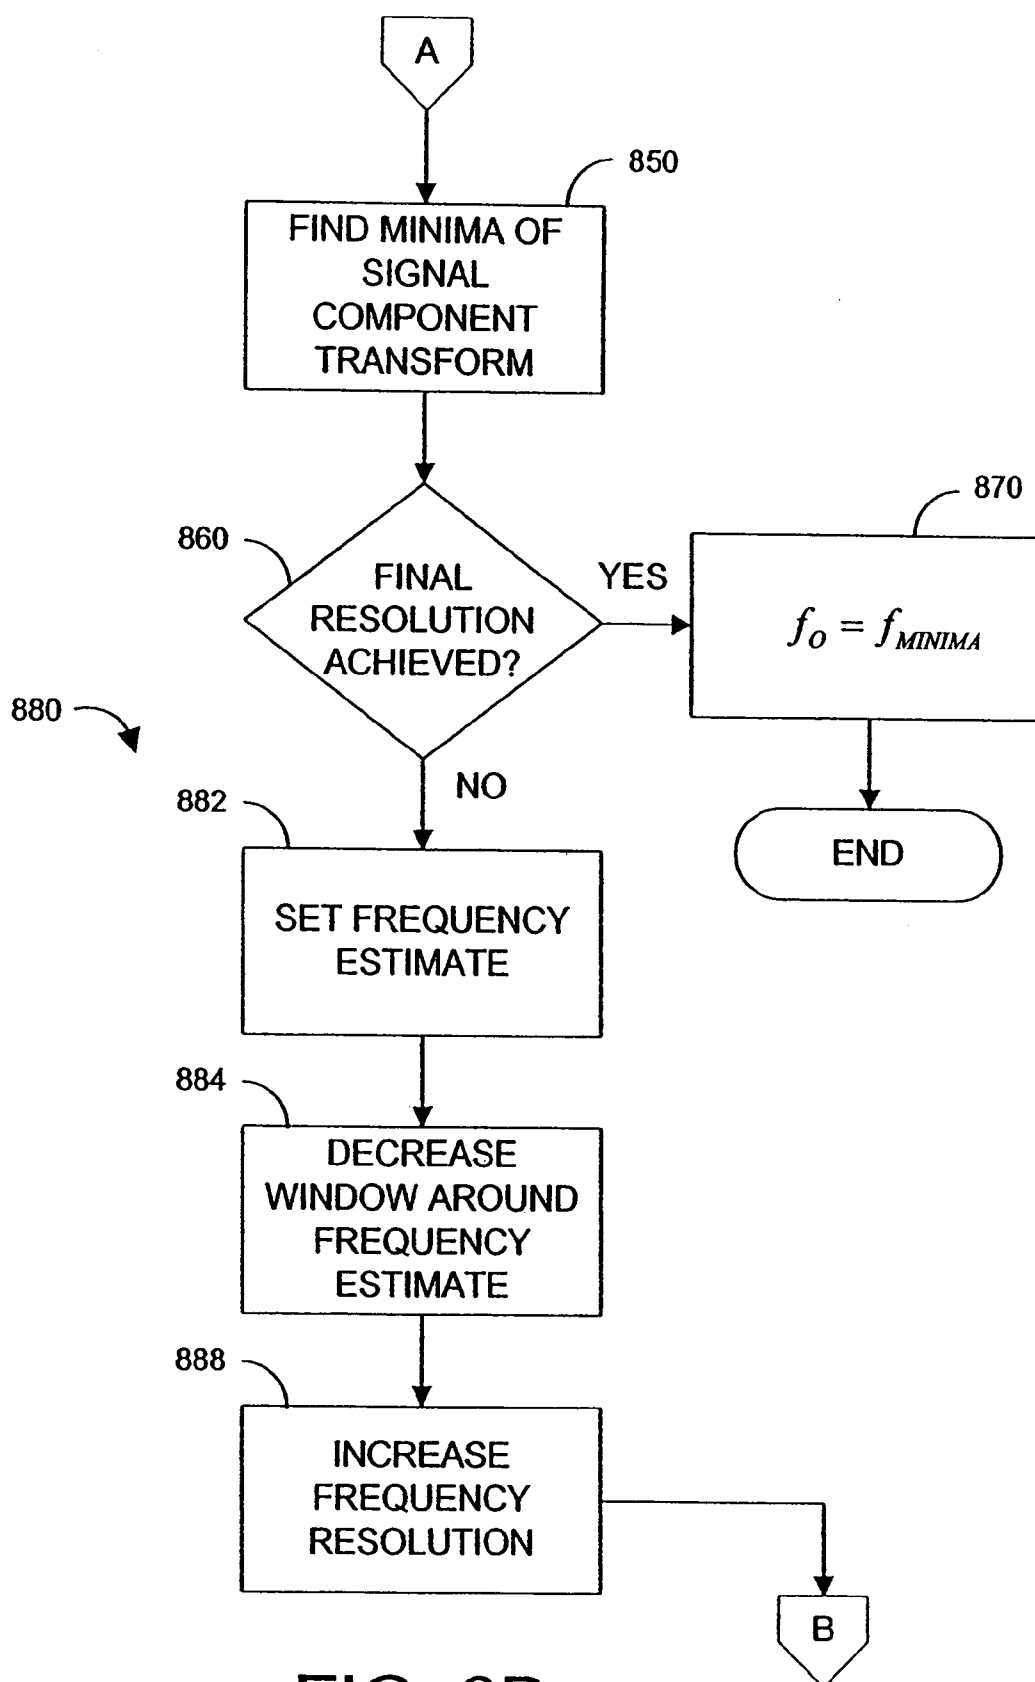 A
850
FIND MINIMA OF
SIGNAL
COMPONENT
TRANSFORM
860
FINAL
RESOLUTION
ACHIEVED?
YES
870
f_O = f_MINIMA
880
NO
END
882
SET FREQUENCY
ESTIMATE
884
DECREASE
WINDOW AROUND
FREQUENCY
ESTIMATE
888
INCREASE
FREQUENCY
RESOLUTION
B